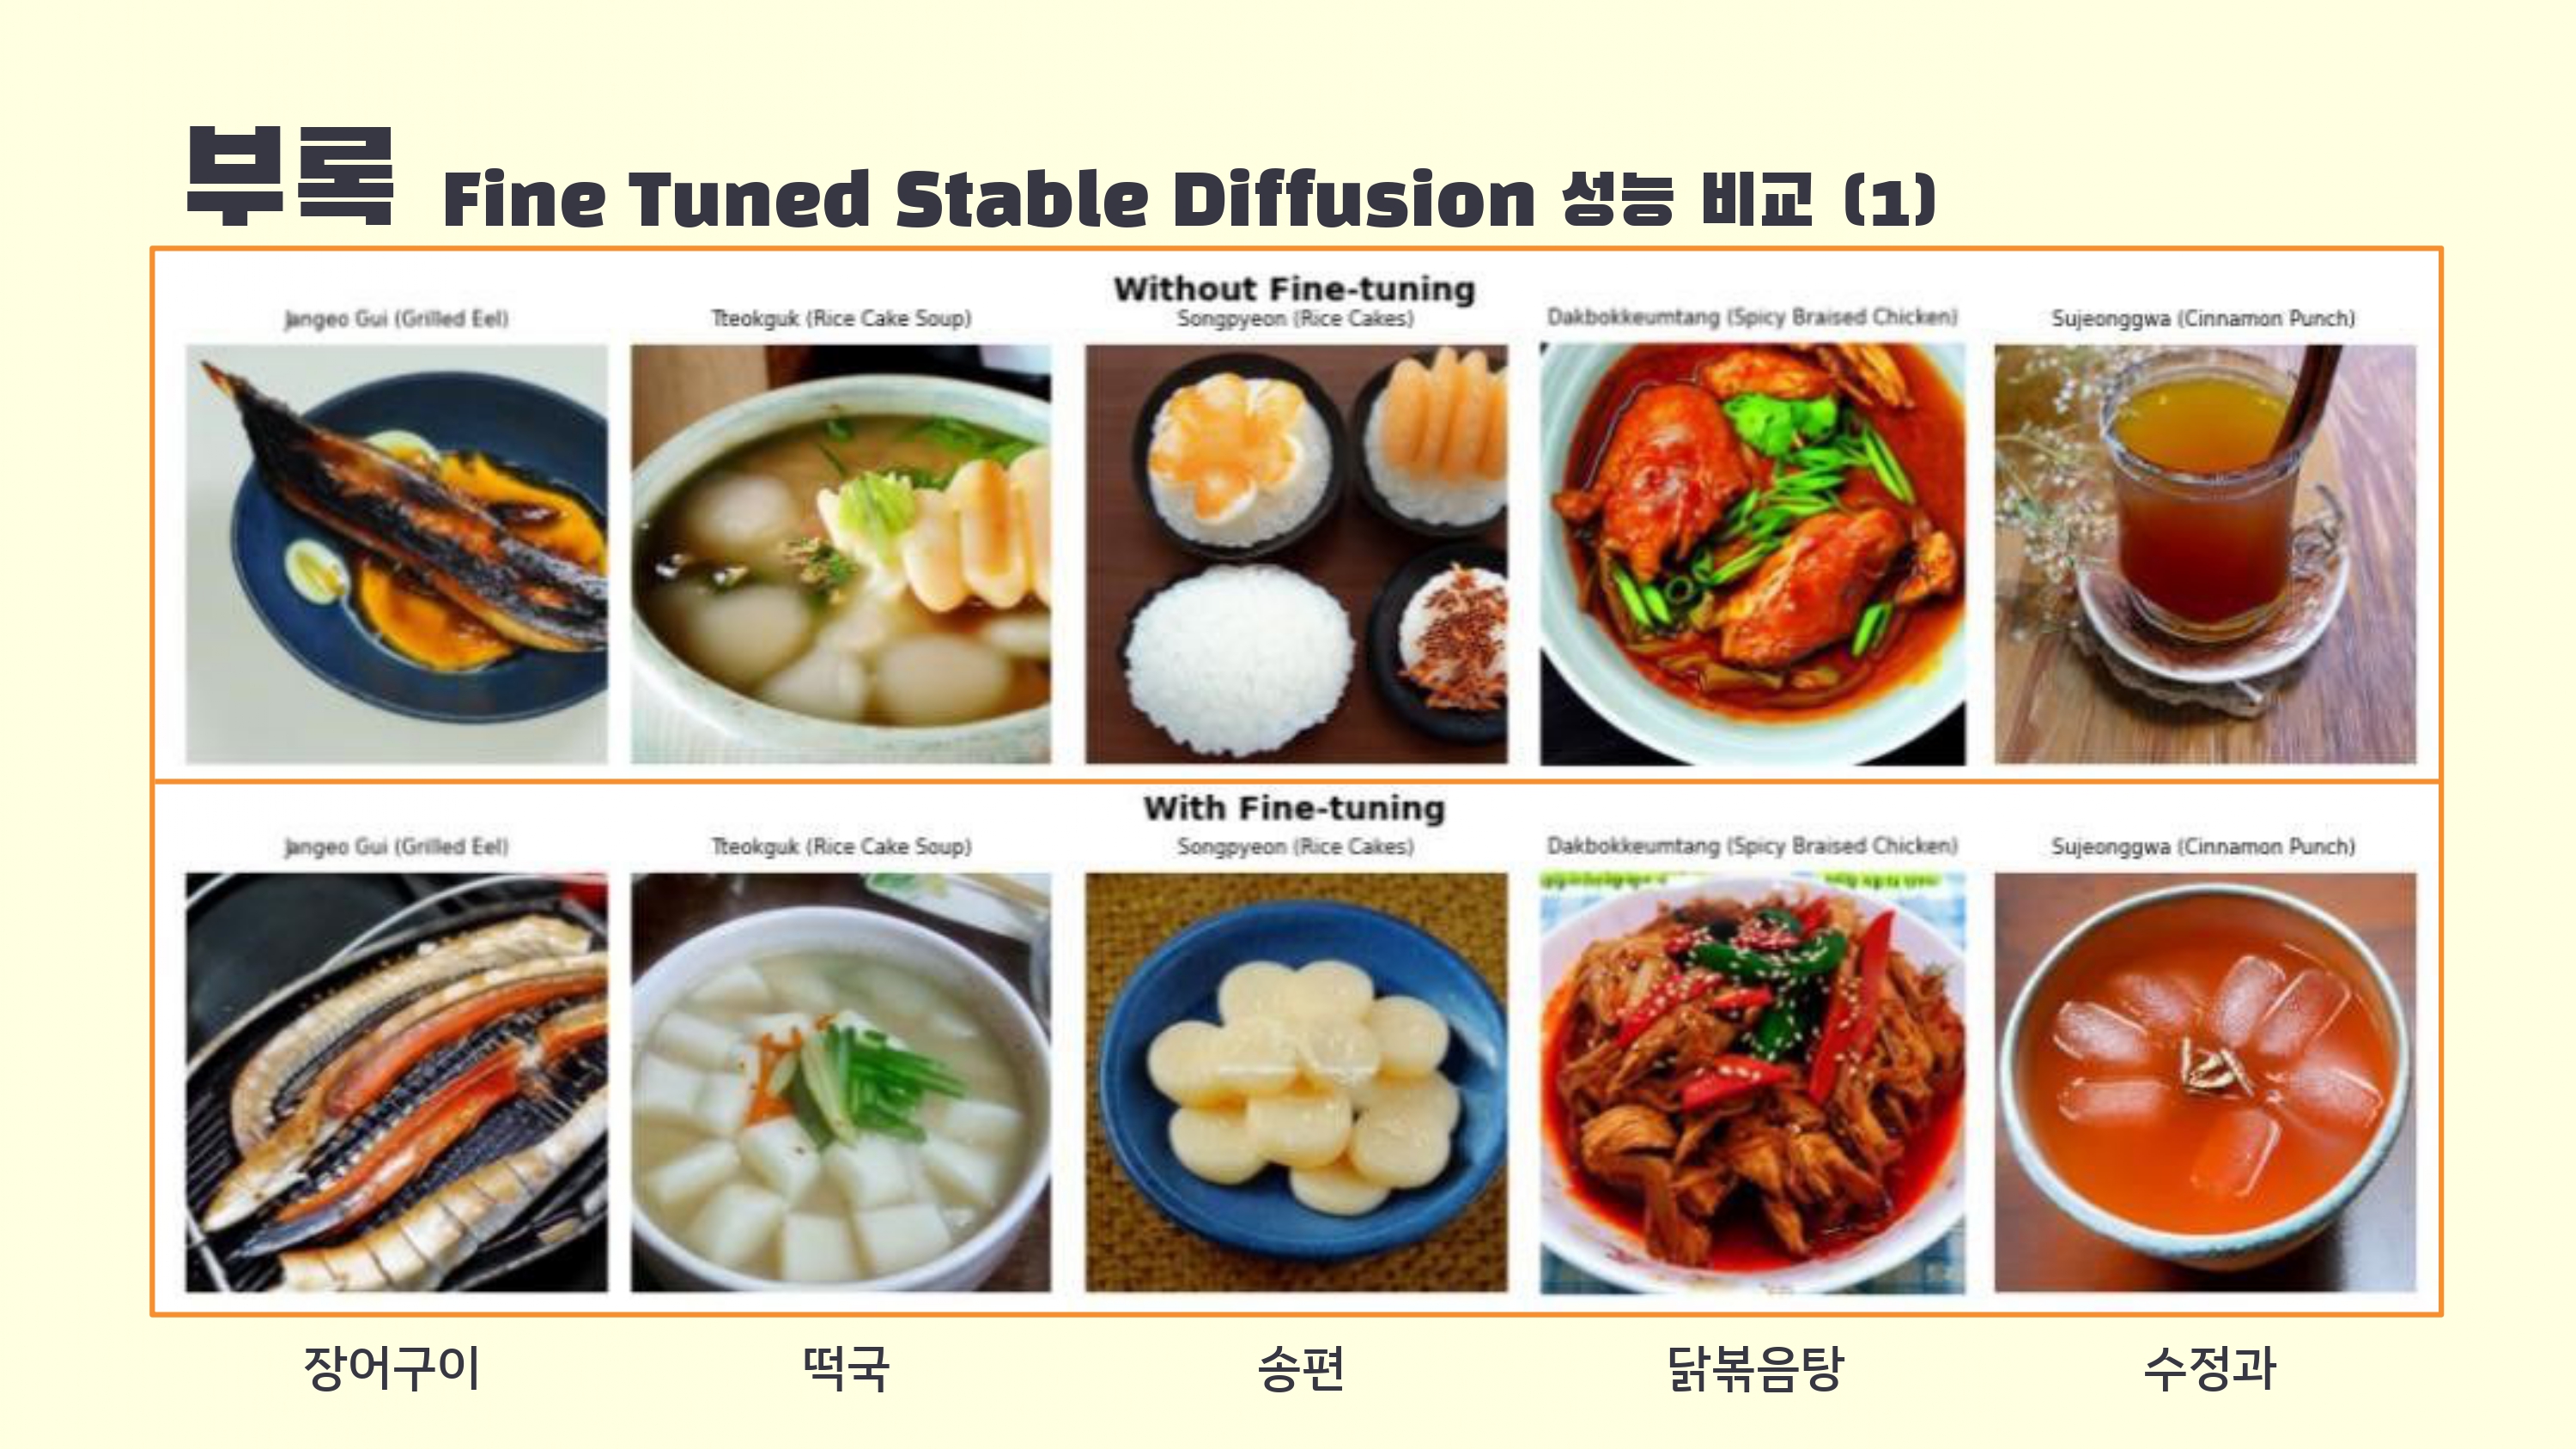 부록 Fine Tuned Stable Diffusion 성능 비교 (1)
Without Fine-tuning
Jangeo Gui (Grilled Eel)
Tteokguk (Rice Cake Soup)
Songpyeon (Rice Cakes)
Dakbokkeumtang (Spicy Braised Chicken)
Sujeonggwa (Cinnamon Punch)
With Fine-tuning
Jangeo Gui (Grilled Eel)
Tteokguk (Rice Cake Soup)
Songpyeon (Rice Cakes)
Dakbokkeumtang (Spicy Braised Chicken)
Sujeonggwa (Cinnamon Punch)
장어구이
떡국
송편
닭볶음탕
수정과